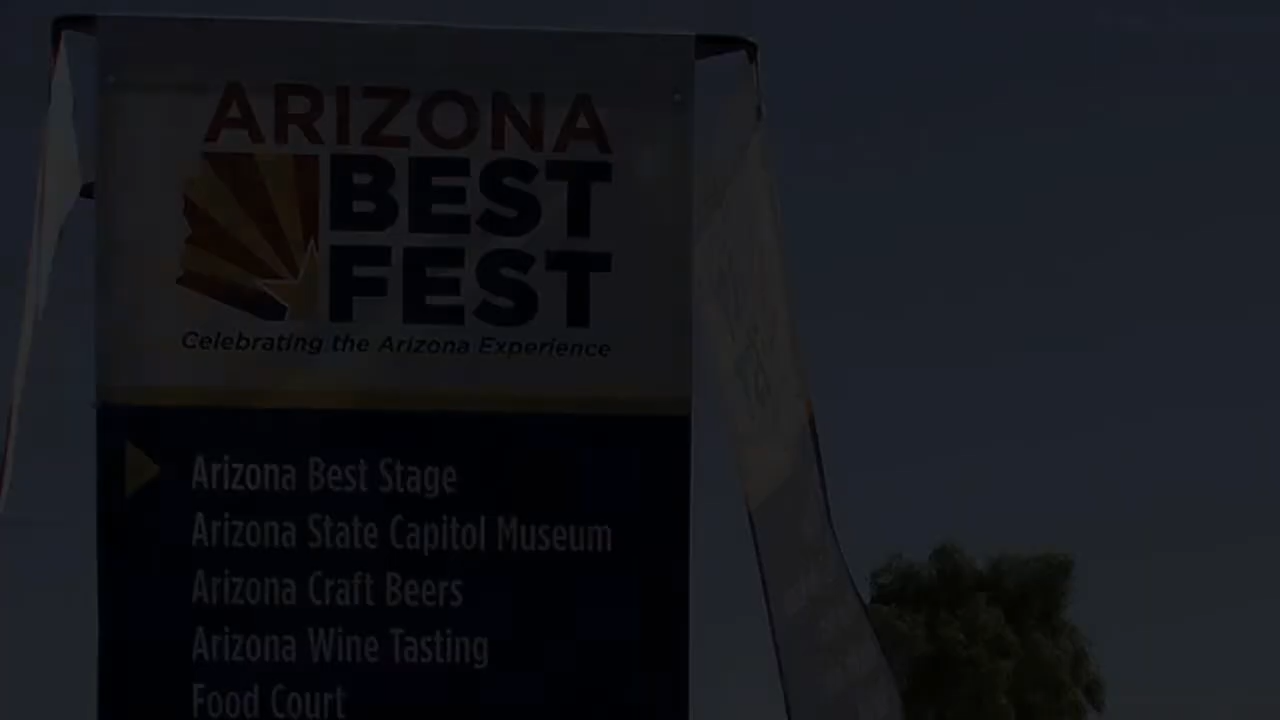 ARIZONA
BEST
FEST
Celebrating the Arizona Experience
Arizona Best Stage
Arizona State Capitol Museum
Arizona Craft Beers
Arizona Wine Tasting
Food Court